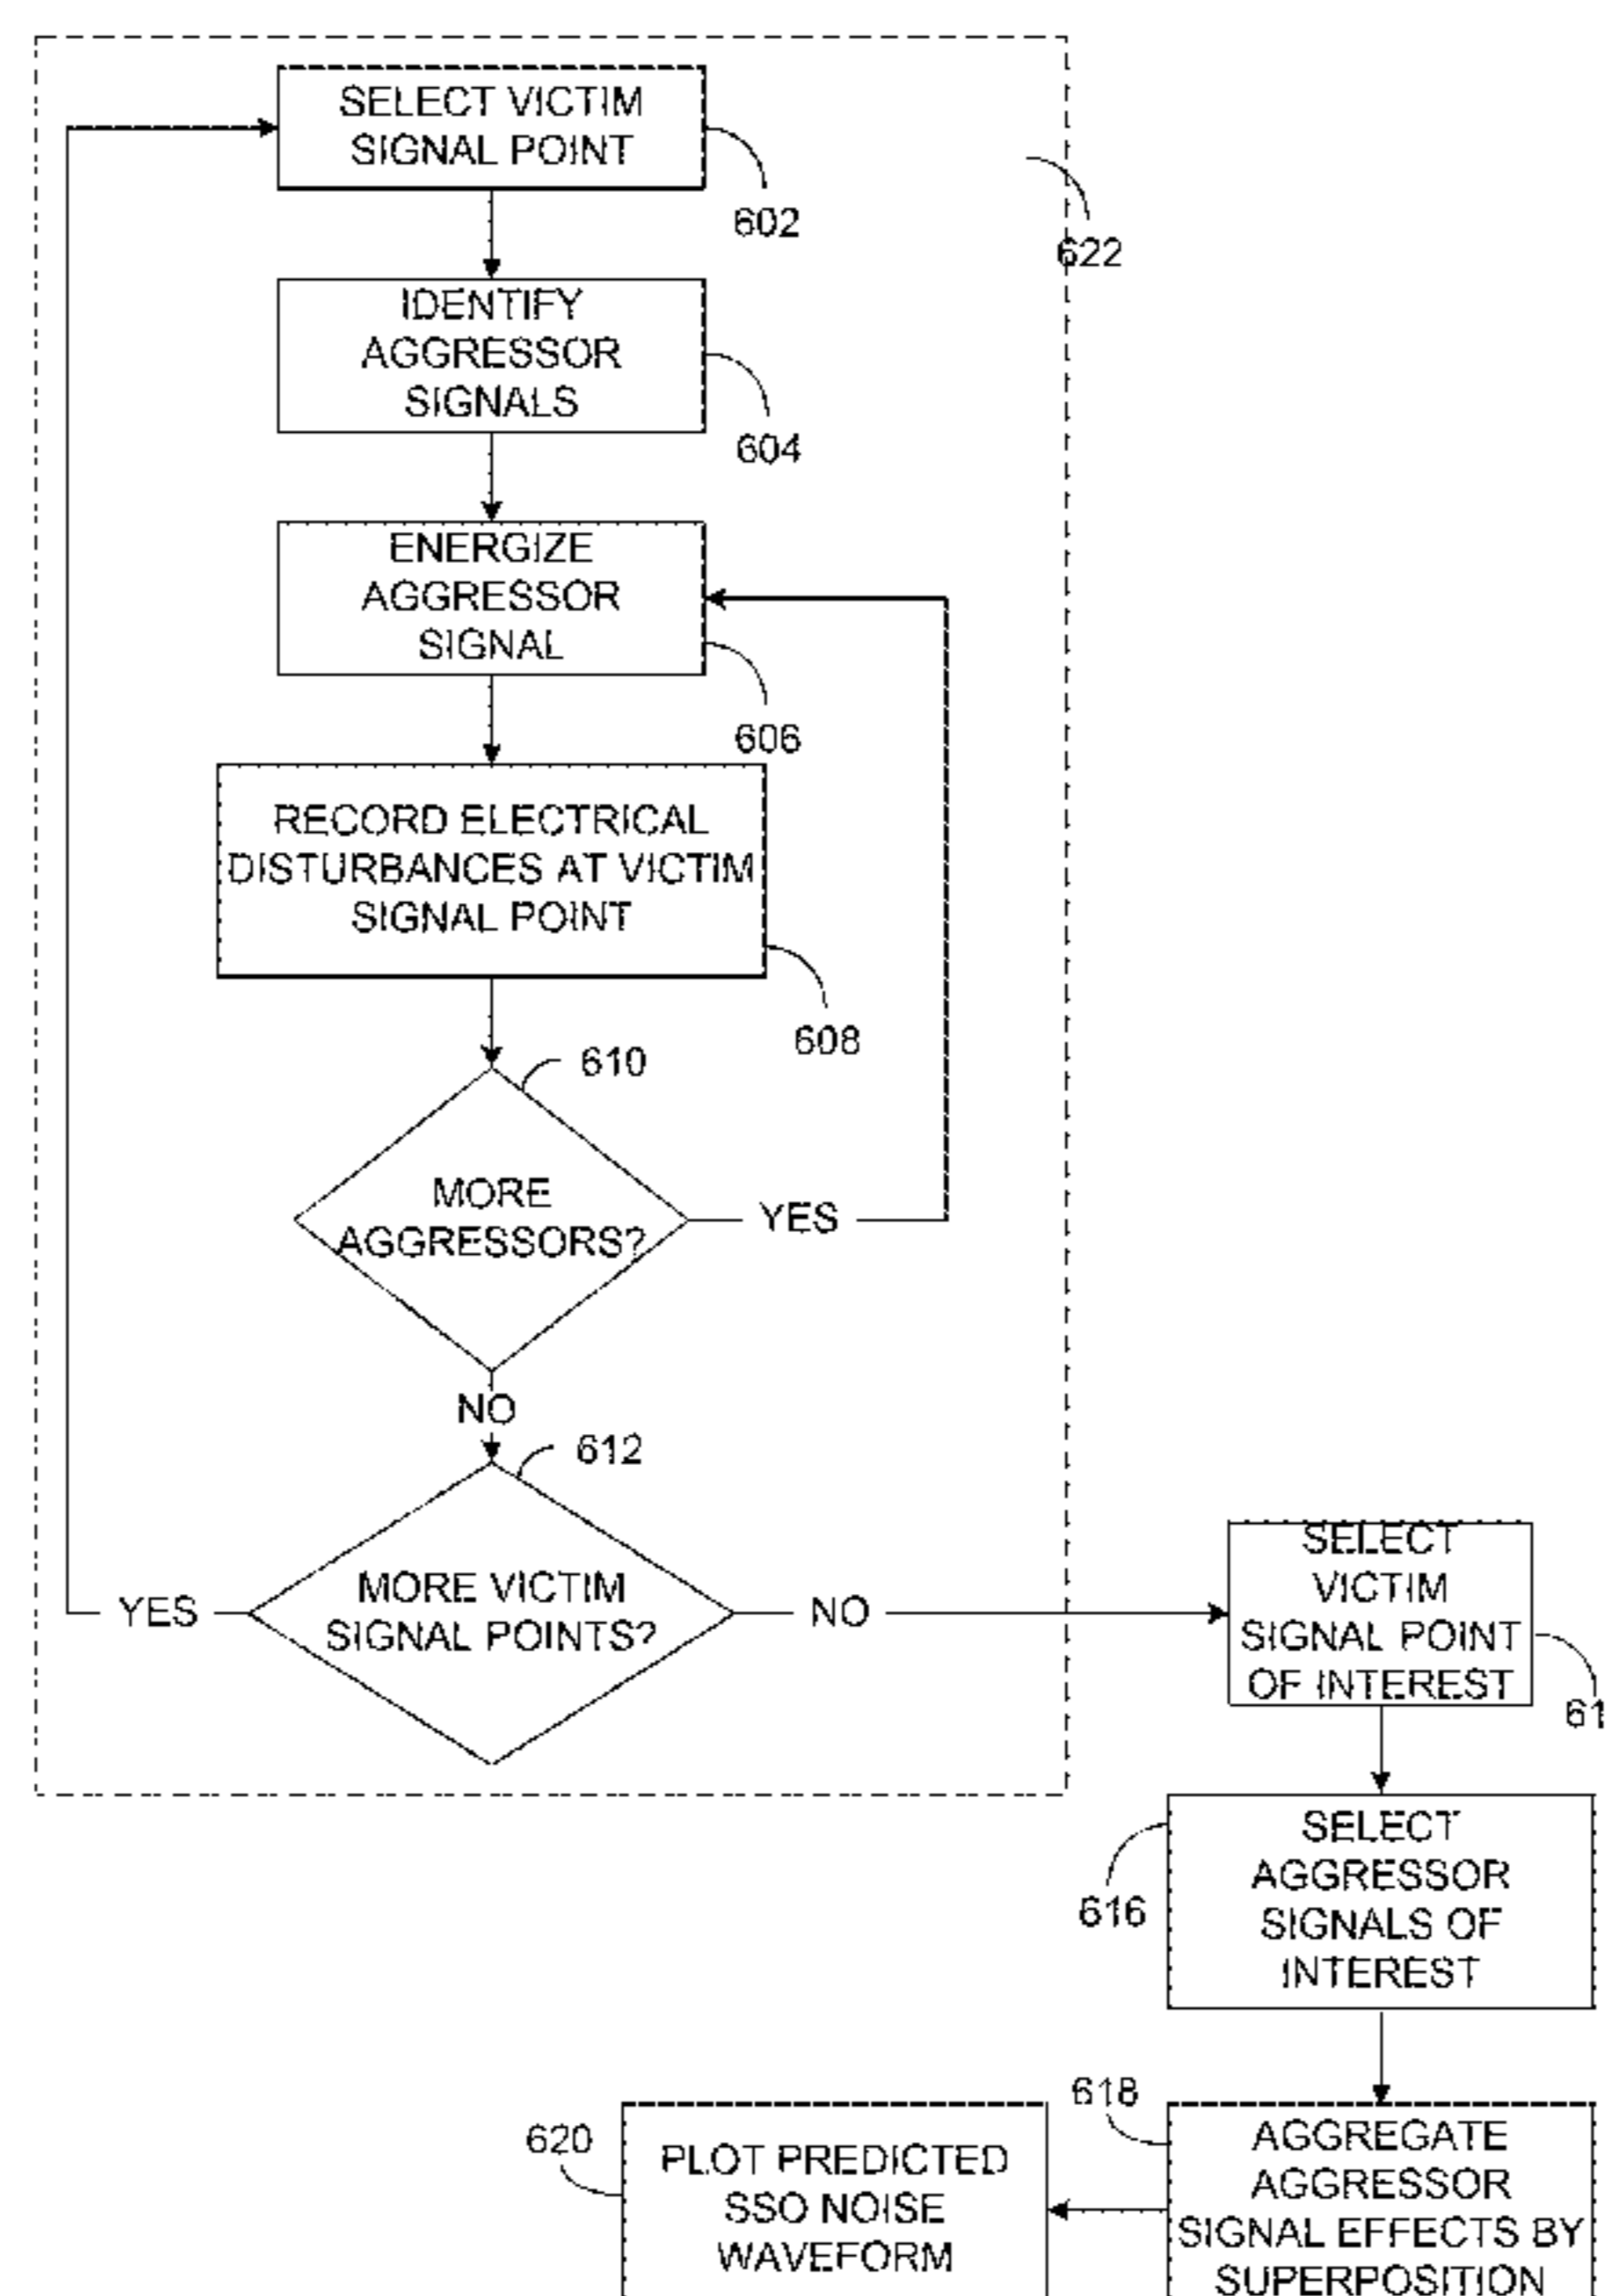 SELECT VICTIM
SIGNAL POINT
602
622
IDENTIFY
AGGRESSOR
SIGNALS
604
ENERGIZE
AGGRESSOR
SIGNAL
606
RECORD ELECTRICAL
DISTURBANCES AT VICTIM
SIGNAL POINT
608
610
MORE
AGGRESSORS?
YES
NO
612
MORE VICTIM
SIGNAL POINTS?
YES
NO
SELECT
VICTIM
SIGNAL POINT
OF INTEREST
61
SELECT
AGGRESSOR
SIGNALS OF
INTEREST
616
618
AGGREGATE
AGGRESSOR
SIGNAL EFFECTS BY
SUPERPOSITION
620
PLOT PREDICTED
SSO NOISE
WAVEFORM